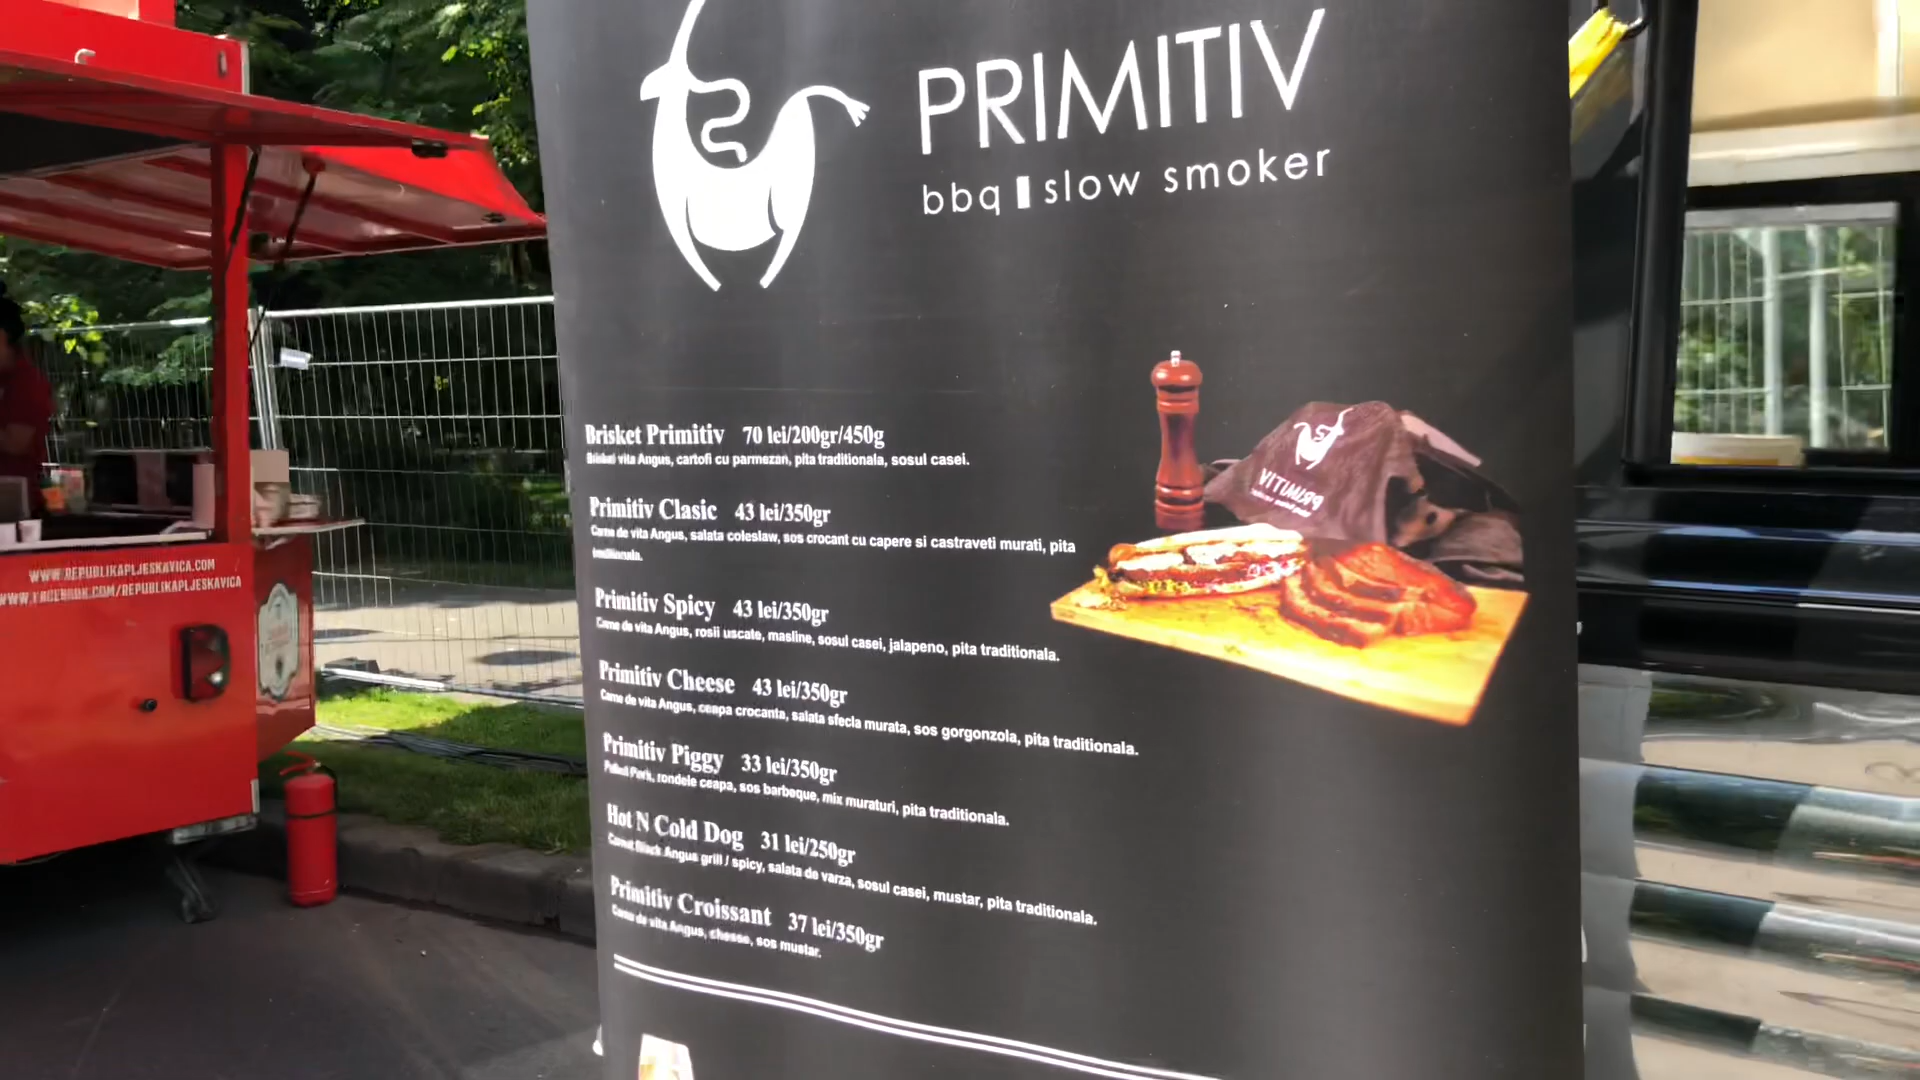 PRIMITIV
bbq slow smoker
Brisket Primitiv 70 lei/200gr/450g
Brisket vita Angus, cartofi cu parmezan, pita traditionala, sosul casei.
Primitiv Clasic 43 lei/350gr
Carne de vita Angus, salata coleslaw, sos crocant cu capere si castraveti murati, pita
traditionala.
Primitiv Spicy 43 lei/350gr
Carne de vita Angus, rosii uscate, masline, sosul casei, jalapeno, pita traditionala.
Primitiv Cheese 43 lei/350gr
Carne de vita Angus, ceapa crocanta, salata sfecla murata, sos gorgonzola, pita traditionala.
Primitiv Piggy 33 lei/350gr
Pulled Pork, rondele ceapa, sos barbeque, mix muraturi, pita traditionala.
Hot N Cold Dog 31 lei/250gr
Carnat Black Angus grill / spicy, salata de varza, sosul casei, mustar, pita traditionala.
Primitiv Croissant 37 lei/350gr
Carne de vita Angus, cheese, sos mustar.
PRIMITIV
WWW.REPUBLIKAPLJESKAVICA.COM
WWW.FACEBOOK.COM/REPUBLIKAPLJESKAVICA